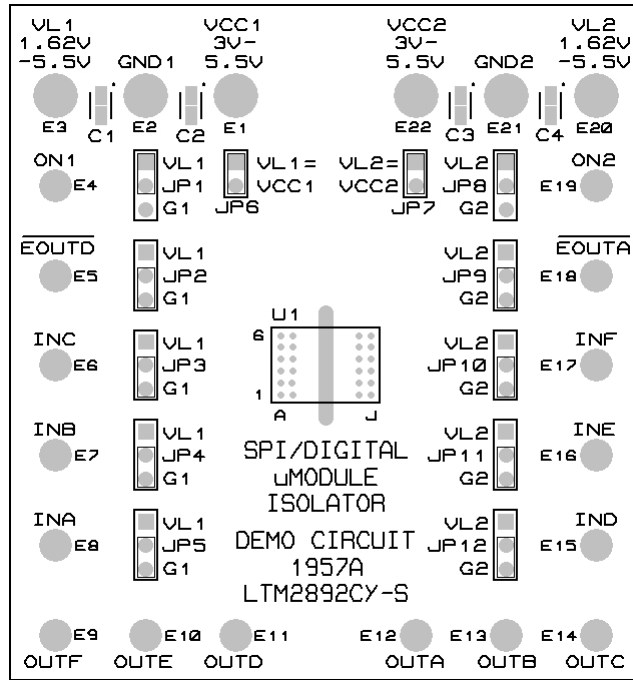 VL1 VCC1 VCC2 VL2
1.62V 3V- 3V- 1.62V
-5.5V GND1 5.5V 5.5V GND2 -5.5V
E3 C1 E2 C2 E1 E22 C3 E21 C4 E20
ON1 VL1 VL1= VL2= VL2 ON2
E4 JP1 VCC1 VCC2 JP8 E19
G1 JP6 JP7 G2
EOUTD VL1 VL2 EOUTA
E5 JP2 JP9 E18
G1 G2
U1
INC VL1 6 VL2 INF
E6 JP3 JP10 E17
G1 1 G2
A J
INB VL1 VL2 INE
E7 JP4 SPI/DIGITAL JP11 E16
G1 uMODULE G2
ISOLATOR
INA VL1 VL2 IND
E8 JP5 DEMO CIRCUIT JP12 E15
G1 1957A G2
LTM2892CY-S
E9 E10 E11 E12 E13 E14
OUTF OUTE OUTD OUTA OUTB OUTC